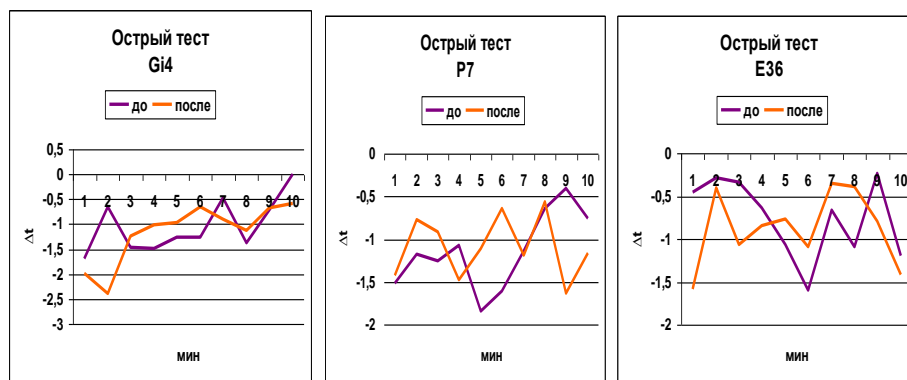 Острый тест
Gi4
до после
0,5
0
-0,5
-1
-1,5
-2
-2,5
-3
1 2 3 4 5 6 7 8 9 10
Δt
мин
Острый тест
P7
до после
0
-0,5
-1
-1,5
-2
1 2 3 4 5 6 7 8 9 10
Δt
мин
Острый тест
E36
до после
0
-0,5
-1
-1,5
-2
1 2 3 4 5 6 7 8 9 10
Δt
мин